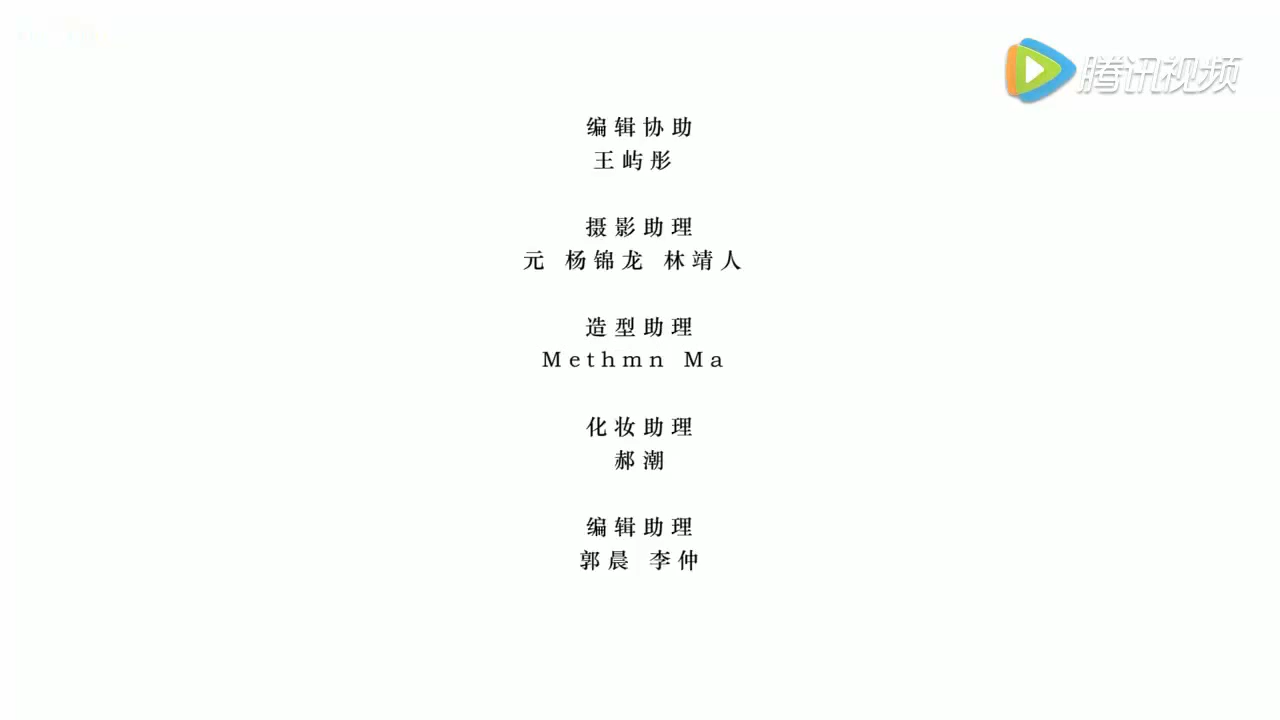 腾讯视频
编辑协助
王屿彤
摄影助理
元 杨锦龙 林靖人
造型助理
Methmn Ma
化妆助理
郝潮
编辑助理
郭晨 李仲